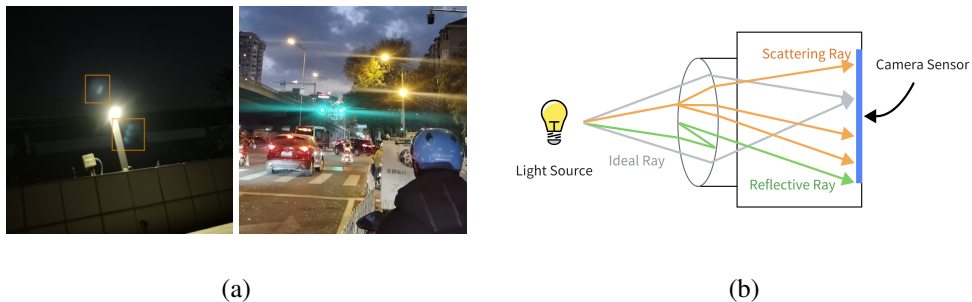 Scattering Ray
Camera Sensor
Ideal Ray
Light Source
Reflective Ray
(a)
(b)